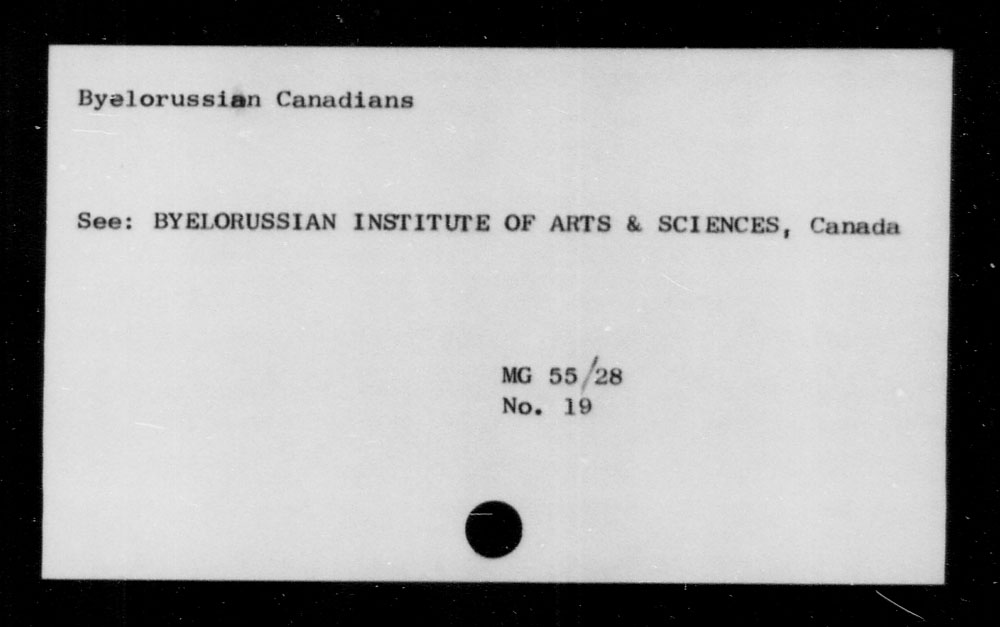 Byelorussian Canadians
See: BYELORUSSIAN INSTITUTE OF ARTS & SCIENCES, Canada
MG 55/28
No. 19